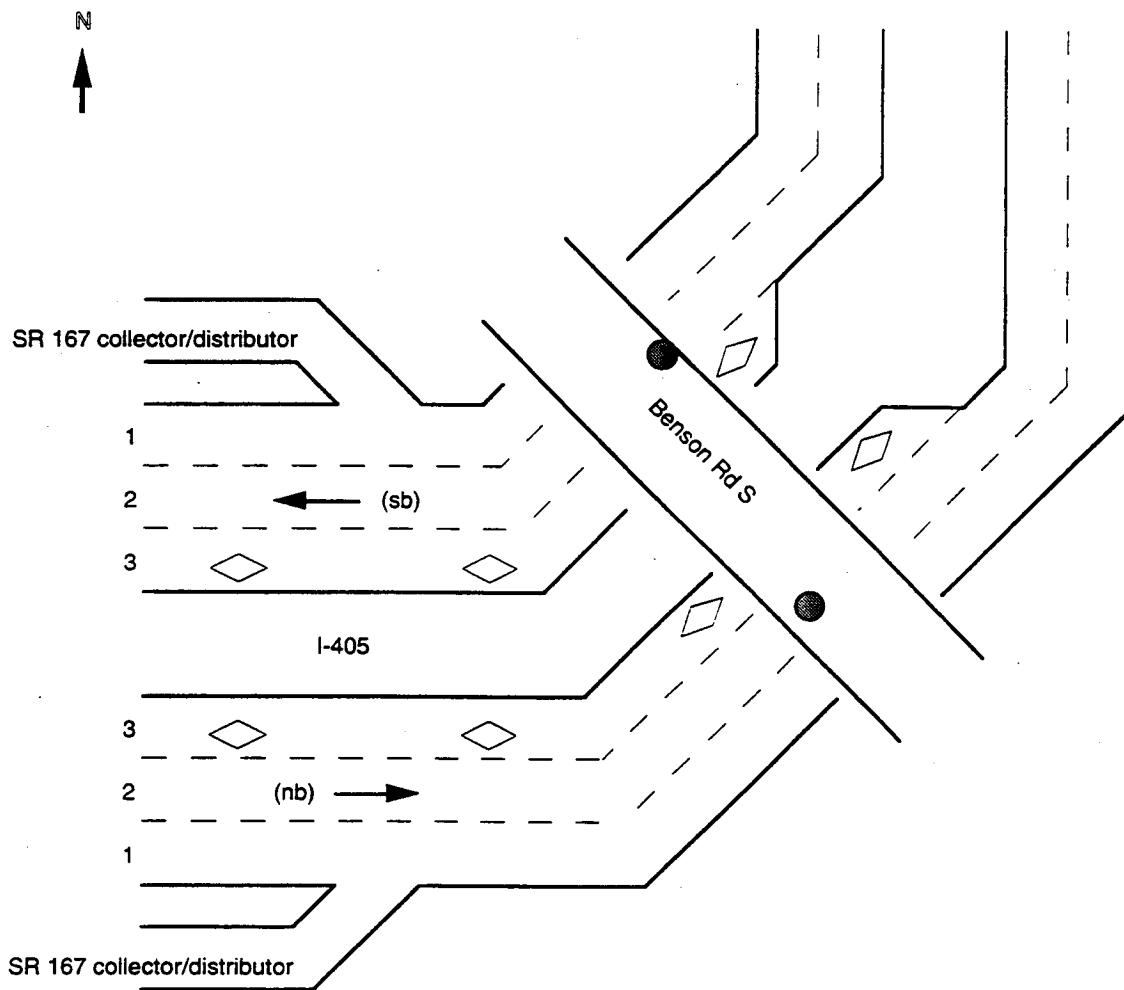 N
SR 167 collector/distributor
1
Benson Rd S
2
(sb)
3
I-405
3
2
(nb)
1
SR 167 collector/distributor